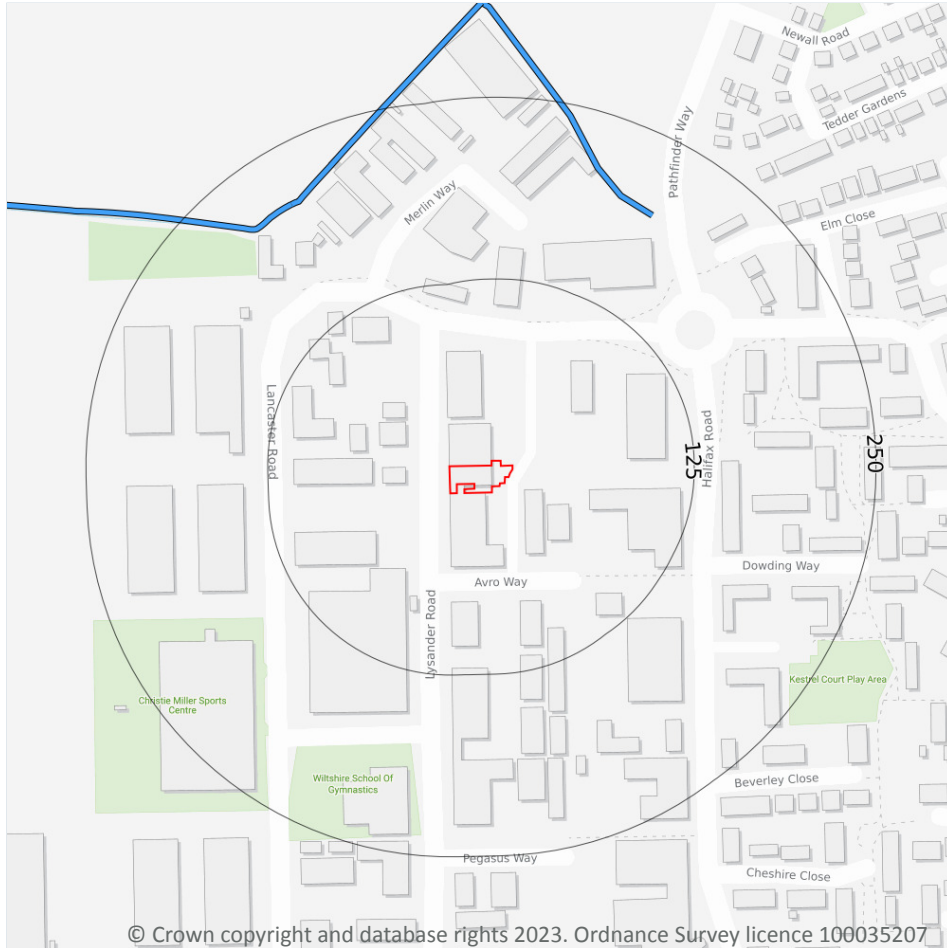 Newall Road
Tedder Gardens
Pathfinder Way
Merlin Way
Elm Close
Lancaster Road
Halifax Road
125
250
Dowding Way
Avro Way
Lysander Road
Kestrel Court Play Area
Christie Miller Sports
Centre
Wiltshire School Of
Gymnastics
Beverley Close
Pegasus Way
Cheshire Close
© Crown copyright and database rights 2023. Ordnance Survey licence 100035207